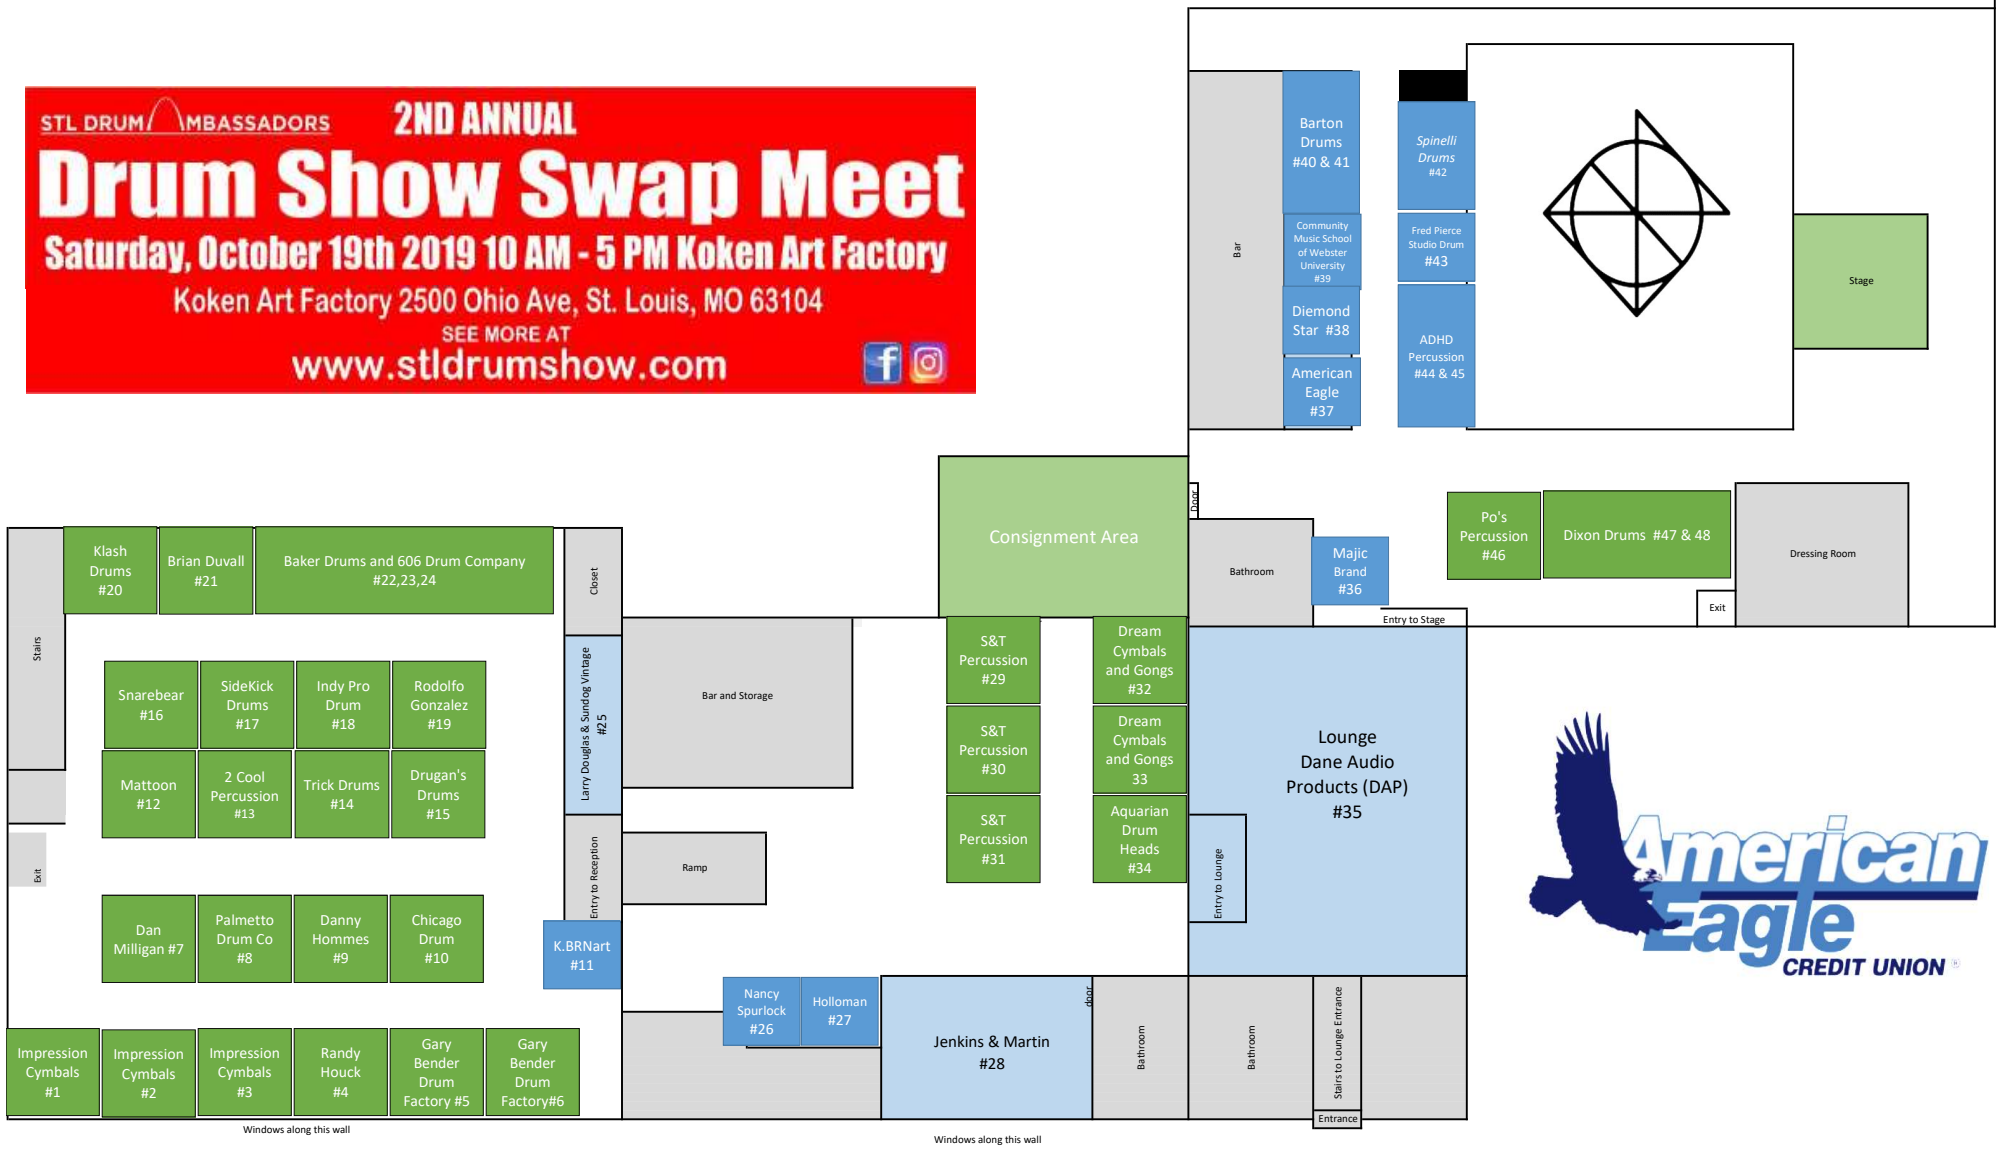 STL DRUM AMBASSADORS
2ND ANNUAL
Drum Show Swap Meet
Saturday, October 19th 2019 10 AM - 5 PM Koken Art Factory
Koken Art Factory 2500 Ohio Ave, St. Louis, MO 63104
SEE MORE AT
www.stldrumshow.com
Bar
Barton
Drums
#40 & 41
Community
Music School
of Webster
University
#39
Diemond
Star #38
American
Eagle
#37
Spinelli
Drums
#42
Fred Pierce
Studio Drum
#43
ADHD
Percussion
#44 & 45
Stage
Consignment Area
Door
Bathroom
Majic
Brand
#36
Po's
Percussion
#46
Dixon Drums #47 & 48
Dressing Room
Exit
Entry to Stage
Stairs
Klash
Drums
#20
Brian Duvall
#21
Baker Drums and 606 Drum Company
#22,23,24
Closet
Snarebear
#16
SideKick
Drums
#17
Indy Pro
Drum
#18
Rodolfo
Gonzalez
#19
Mattoon
#12
2 Cool
Percussion
#13
Trick Drums
#14
Drugan's
Drums
#15
Larry Douglas & Sundog Vintage
#25
Bar and Storage
S&T
Percussion
#29
S&T
Percussion
#30
S&T
Percussion
#31
Dream
Cymbals
and Gongs
#32
Dream
Cymbals
and Gongs
33
Aquarian
Drum
Heads
#34
Lounge
Dane Audio
Products (DAP)
#35
Entry to Lounge
Exit
Entry to Reception
Ramp
Dan
Milligan #7
Palmetto
Drum Co
#8
Danny
Hommes
#9
Chicago
Drum
#10
K.BRNart
#11
Nancy
Spurlock
#26
Holloman
#27
Jenkins & Martin
#28
door
Bathroom
Bathroom
Stairs to Lounge Entrance
Entrance
Impression
Cymbals
#1
Impression
Cymbals
#2
Impression
Cymbals
#3
Randy
Houck
#4
Gary
Bender
Drum
Factory #5
Gary
Bender
Drum
Factory#6
Windows along this wall
Windows along this wall
American
Eagle
CREDIT UNION